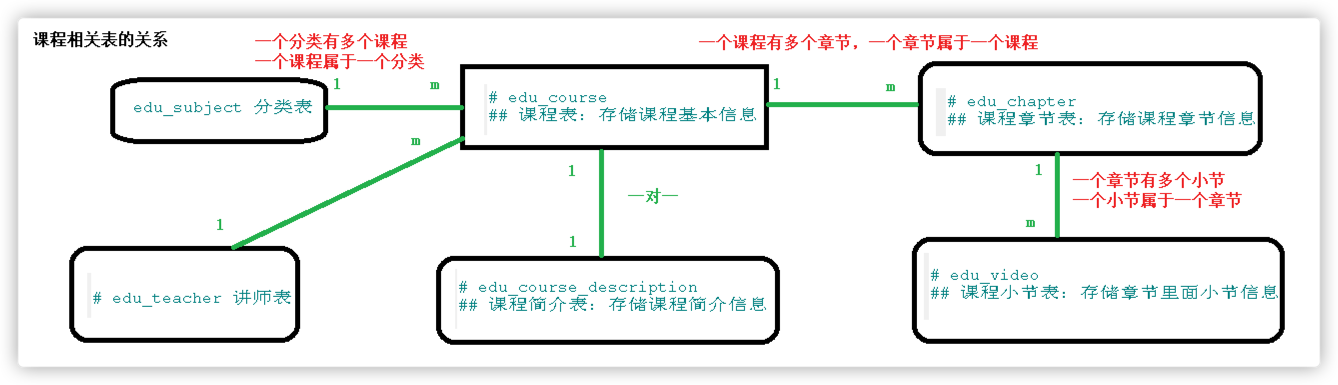 课程相关表的关系
一个分类有多个课程
一个课程属于一个分类
一个课程有多个章节，一个章节属于一个课程
1
m
1
m
edu_subject 分类表
# edu_course
## 课程表：存储课程基本信息
# edu_chapter
## 课程章节表：存储课程章节信息
m
1
1
一对一
1
1
m
一个章节有多个小节
一个小节属于一个章节
# edu_teacher 讲师表
# edu_course_description
## 课程简介表：存储课程简介信息
# edu_video
## 课程小节表：存储章节里面小节信息